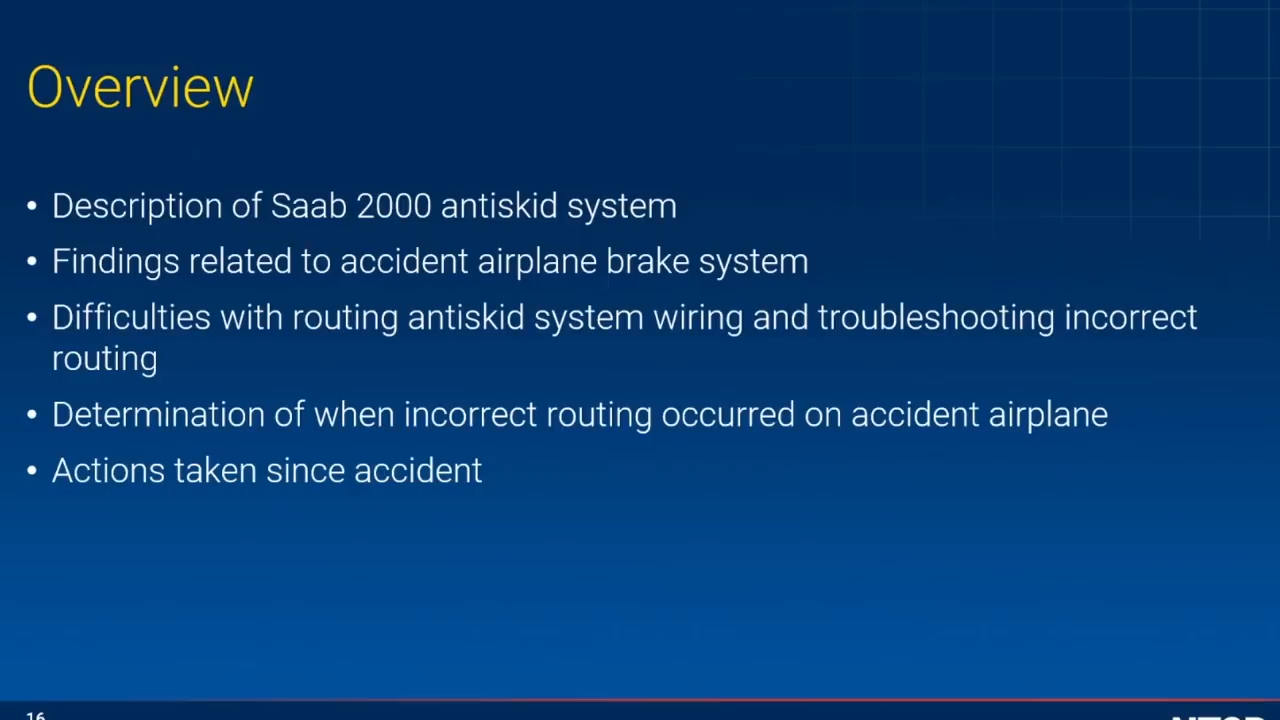 Overview
• Description of Saab 2000 antiskid system
• Findings related to accident airplane brake system
• Difficulties with routing antiskid system wiring and troubleshooting incorrect
routing
• Determination of when incorrect routing occurred on accident airplane
• Actions taken since accident
16
NTSB